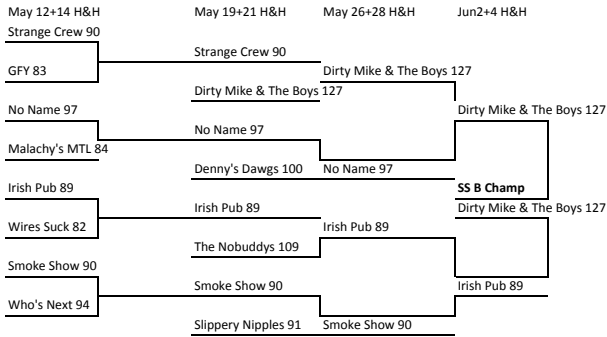 May 12+14 H&H May 19+21 H&H May 26+28 H&H Jun2+4 H&H
Strange Crew 90
Strange Crew 90
GFY 83
Dirty Mike & The Boys 127
Dirty Mike & The Boys 127
No Name 97
Dirty Mike & The Boys 127
No Name 97
Malachy's MTL 84
Denny's Dawgs 100 No Name 97
Irish Pub 89
SS B Champ
Irish Pub 89
Dirty Mike & The Boys 127
Wires Suck 82
Irish Pub 89
The Nobuddys 109
Smoke Show 90
Smoke Show 90
Irish Pub 89
Who's Next 94
Slippery Nipples 91 Smoke Show 90